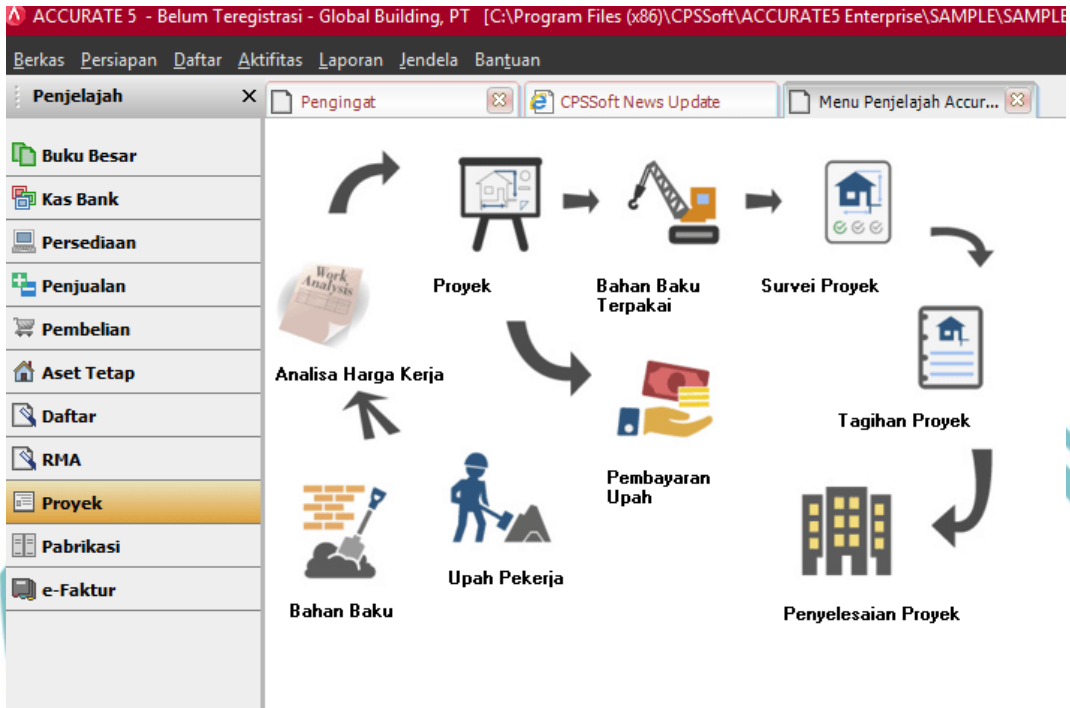 ACCURATE 5 - Belum Teregistrasi - Global Building, PT [C:\Program Files (x86)\CPSSoft\ACCURATE5 Enterprise\SAMPLE\SAMPLE
Berkas Persiapan Daftar Aktifitas Laporan Jendela Bantuan
Penjelajah
Pengingat
CPSSoft News Update
Menu Penjelajah Accur...
Buku Besar
Kas Bank
Persediaan
Penjualan
Pembelian
Aset Tetap
Daftar
RMA
Proyek
Pabrikasi
e-Faktur
Proyek
Bahan Baku
Terpakai
Survei Proyek
Work
Analysis
Analisa Harga Kerja
Tagihan Proyek
Pembayaran
Upah
Upah Pekerja
Bahan Baku
Penyelesaian Proyek